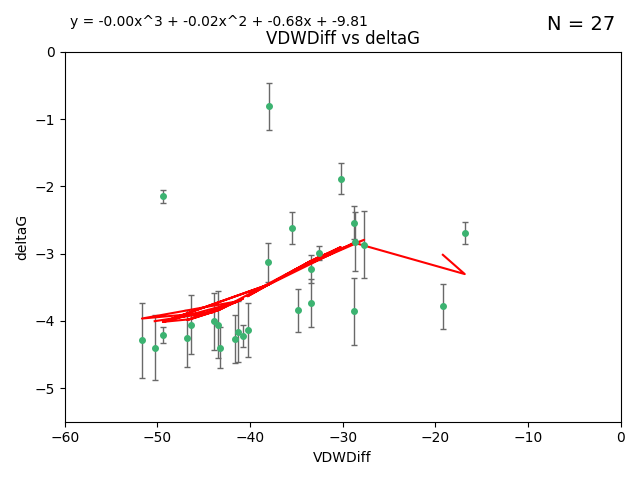 y = -0.00x^3 + -0.02x^2 + -0.68x + -9.81
N = 27
VDWDiff vs deltaG
0
−1
−2
−3
−4
−5
deltaG
−60
−50
−40
−30
−20
−10
0
VDWDiff